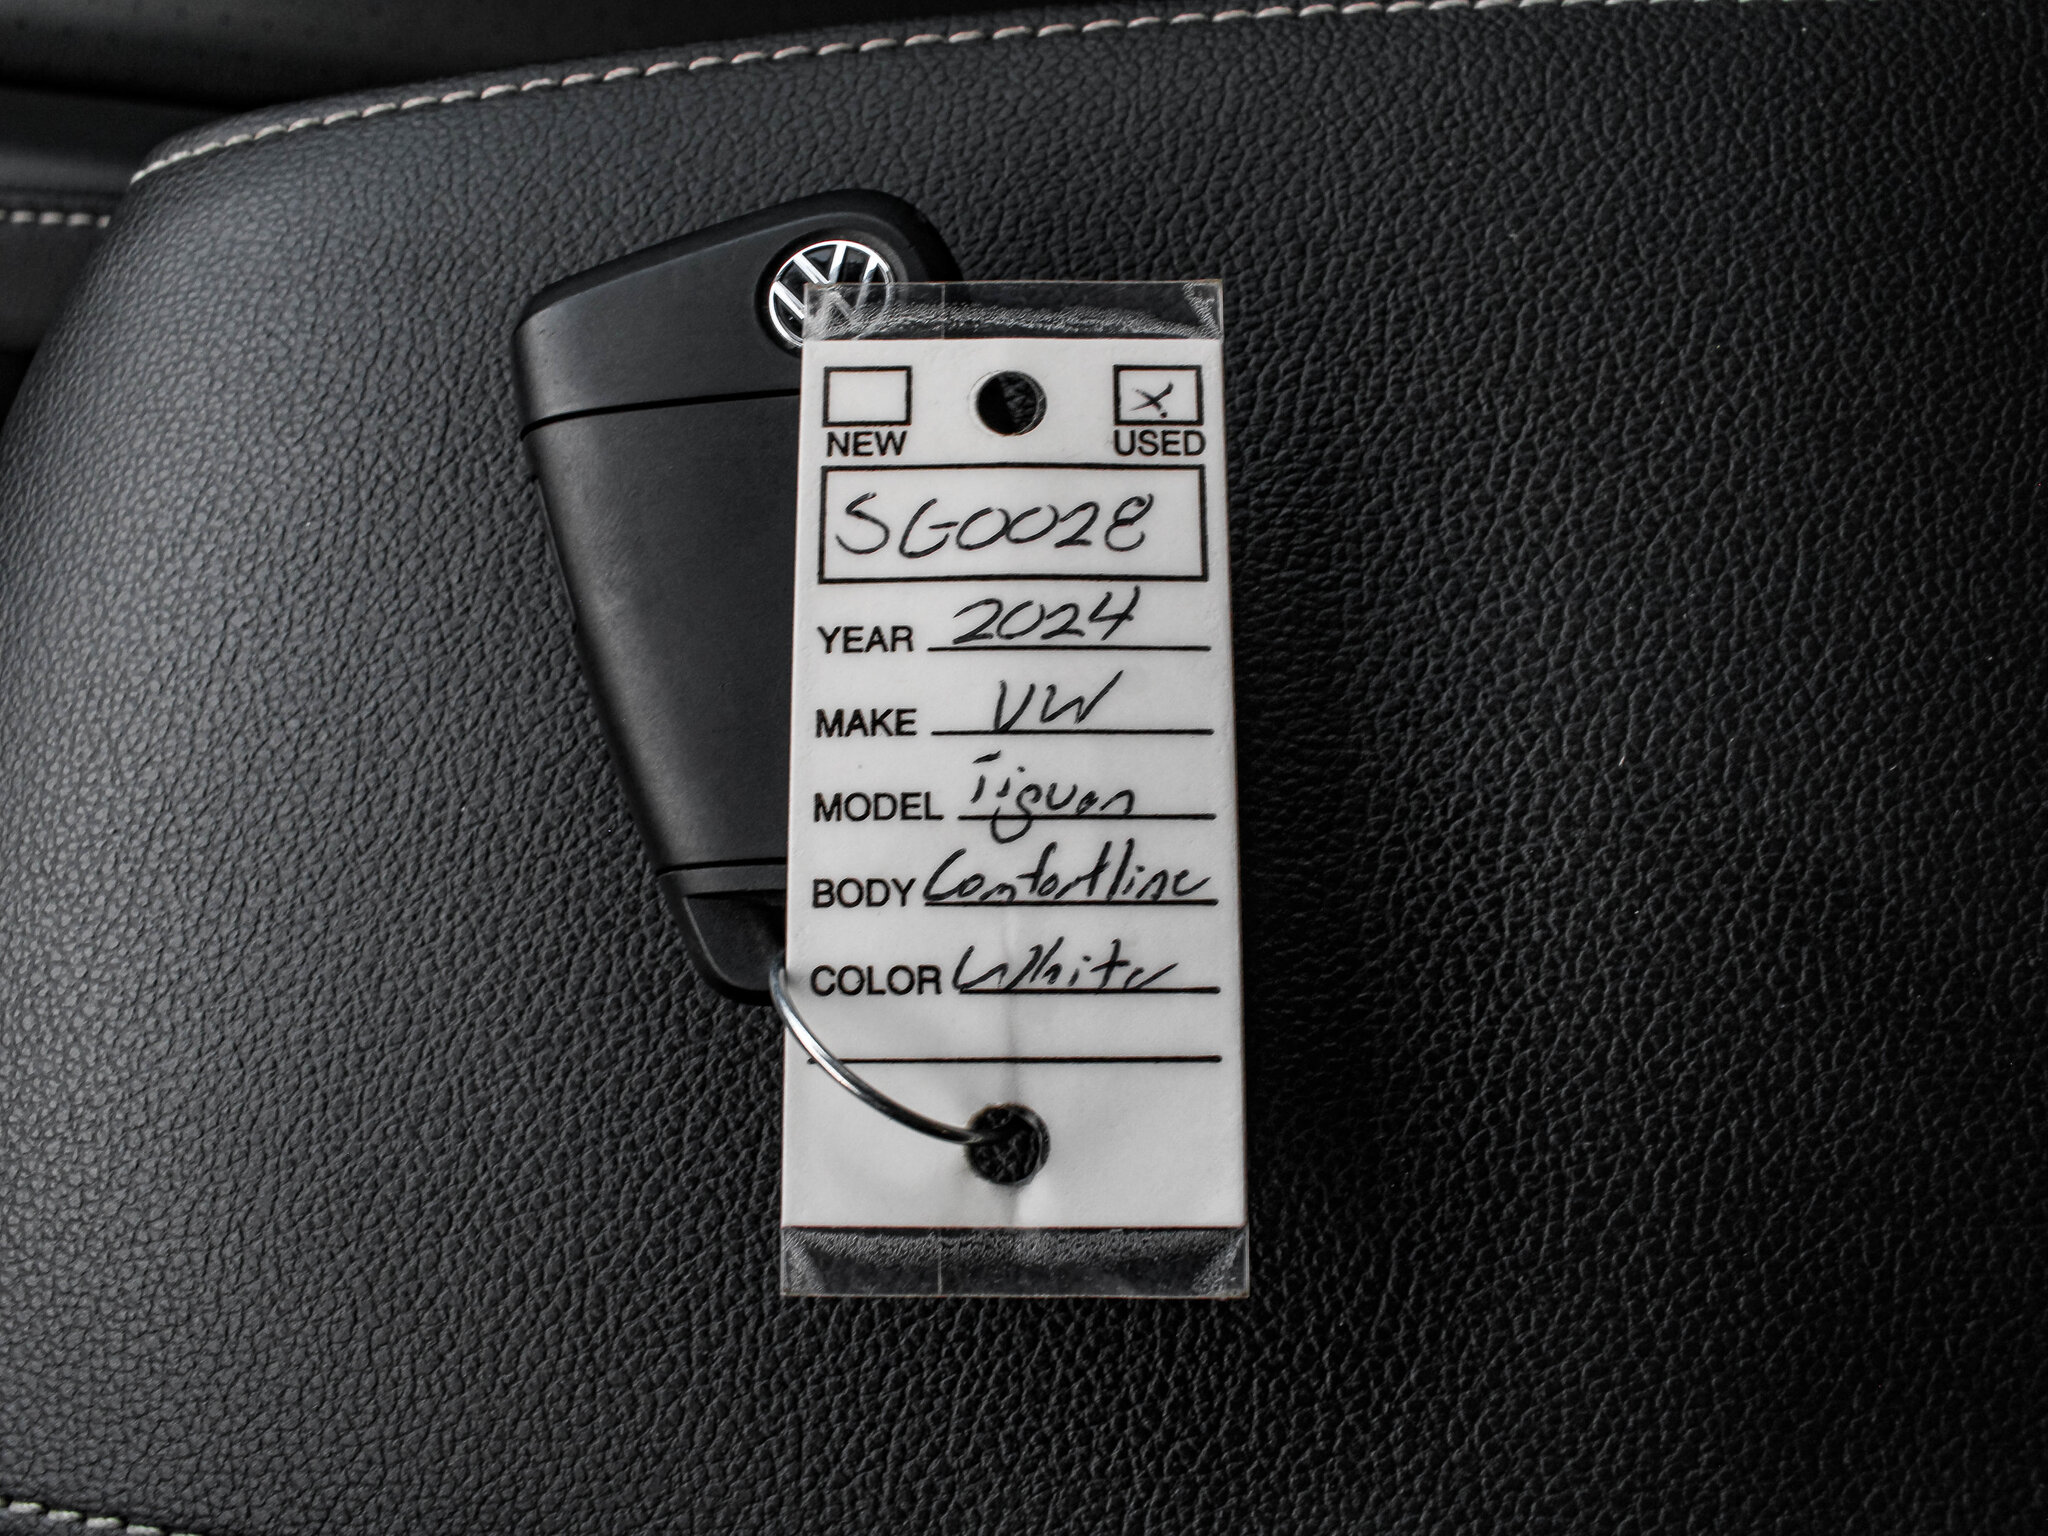 NEW USED
SG0028
YEAR 2024
MAKE VW
MODEL Tiguan
BODY Comfortline
COLOR White